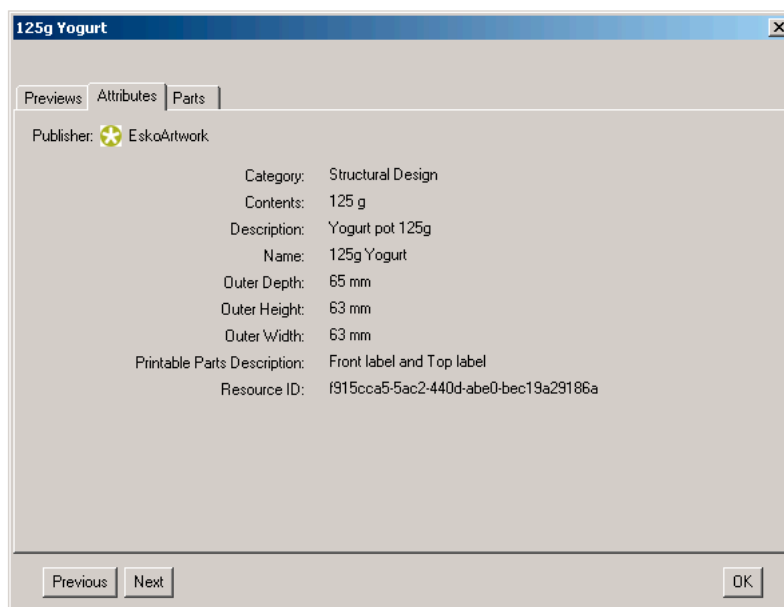 125g Yogurt
Previews Attributes Parts
Publisher: EskoArtwork
Category: Structural Design
Contents: 125 g
Description: Yogurt pot 125g
Name: 125g Yogurt
Outer Depth: 65 mm
Outer Height: 63 mm
Outer Width: 63 mm
Printable Parts Description: Front label and Top label
Resource ID: f915cca5-5ac2-440d-abe0-bec19a29186a
Previous Next OK